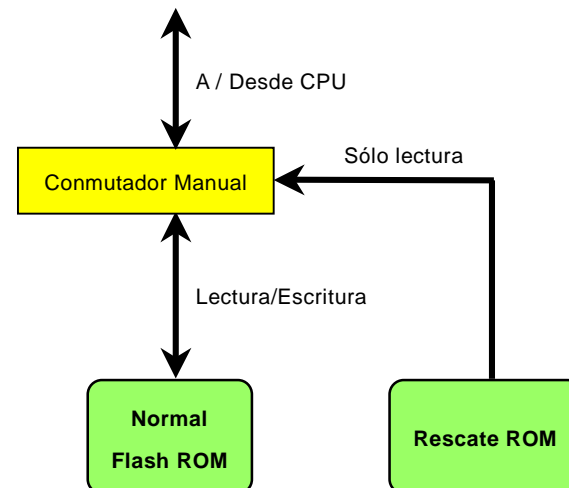 A / Desde CPU
Sólo lectura
Conmutador Manual
Lectura/Escritura
Normal
Flash ROM
Rescate ROM